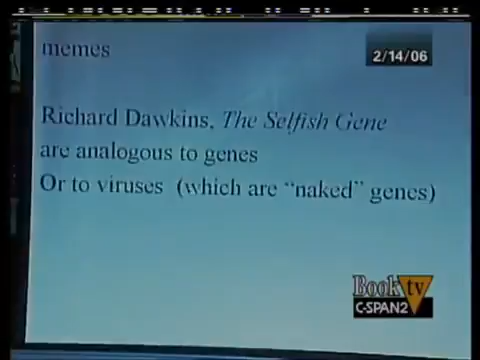 memes
2/14/06
Richard Dawkins, The Selfish Gene
are analogous to genes
Or to viruses (which are “naked” genes)
Book tv
C-SPAN2